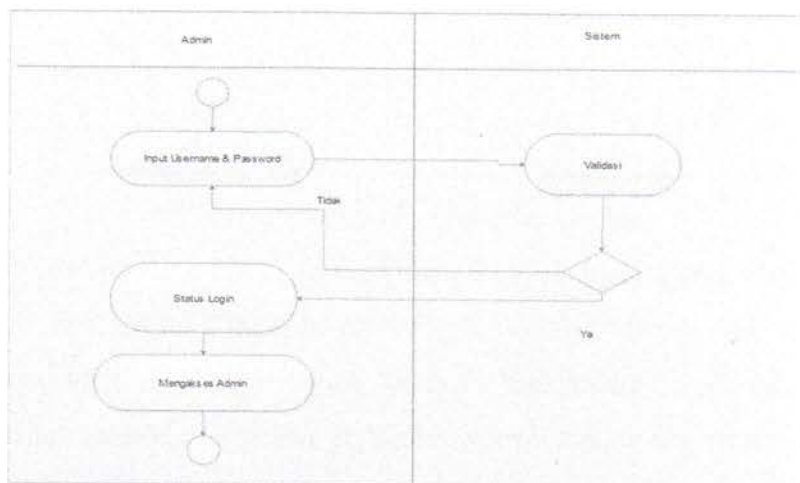 Admin
Sistem
Input Username & Password
Validasi
Tidak
Status Login
Ya
Mengakses Admin